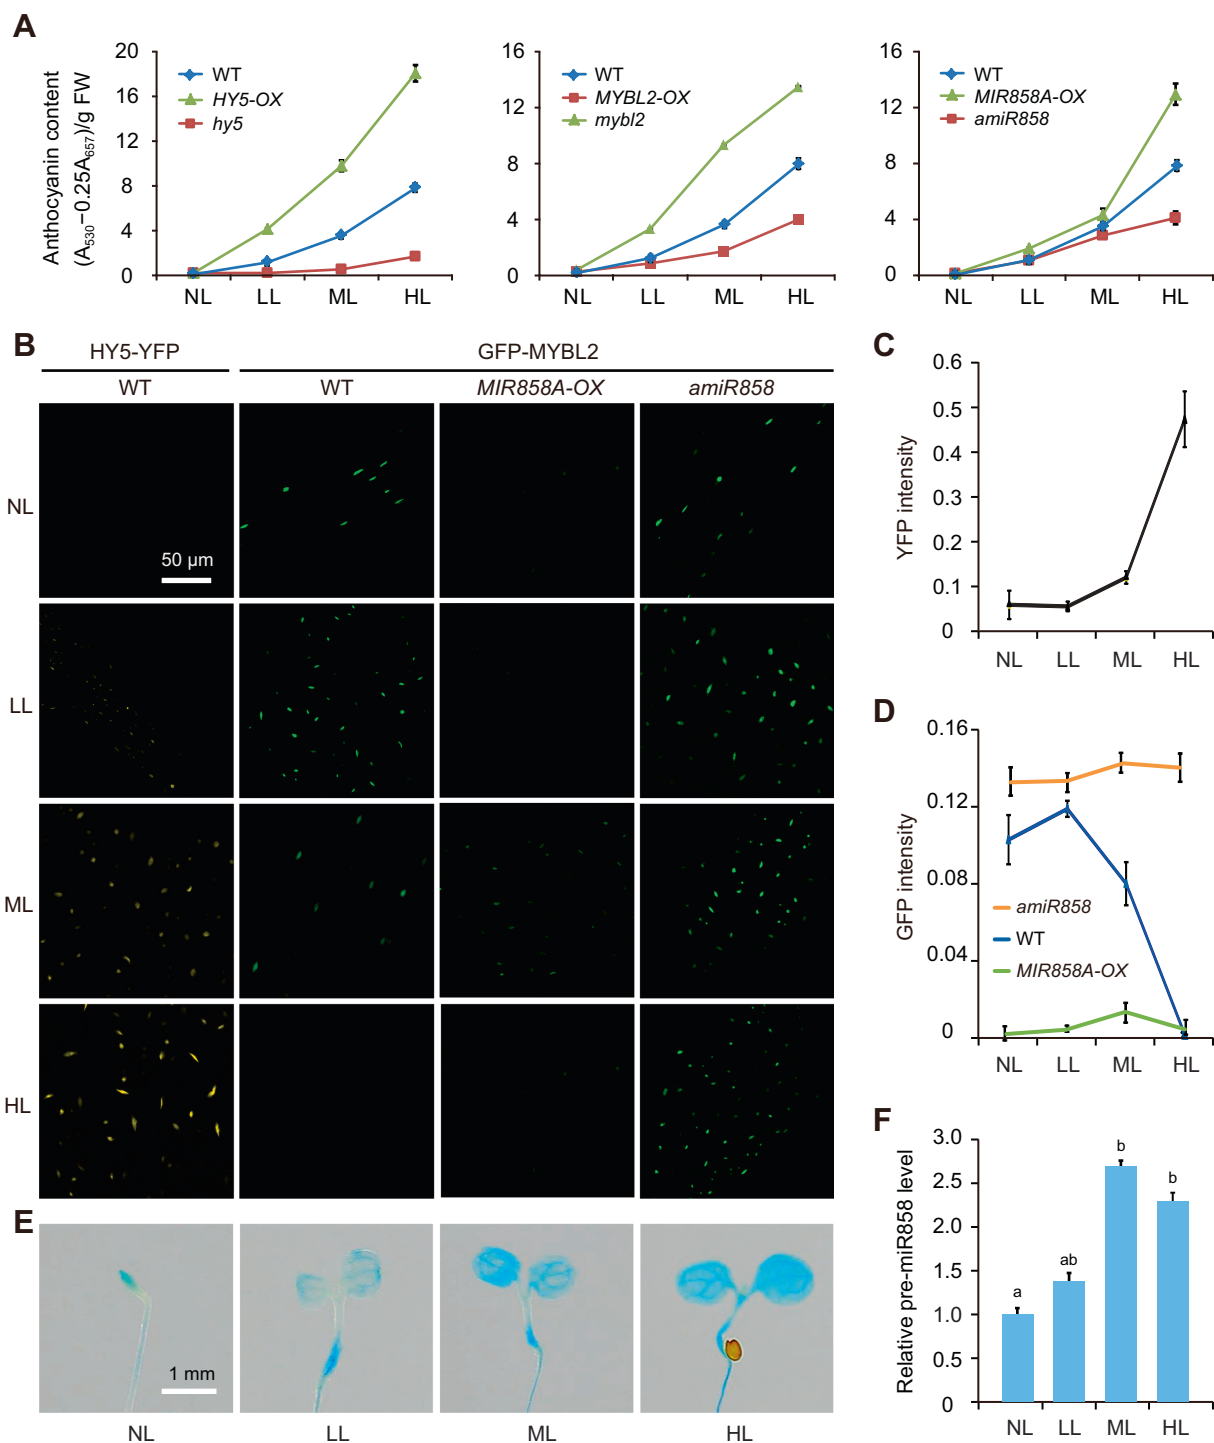 A
Anthocyanin content
(A530−0.25A657)/g FW
20
16
12
8
4
0
WT
HY5-OX
hy5
NL LL ML HL
16
12
8
4
0
WT
MYBL2-OX
mybl2
NL LL ML HL
16
12
8
4
0
WT
MIR858A-OX
amiR858
NL LL ML HL
B
HY5-YFP GFP-MYBL2
WT WT MIR858A-OX amiR858
NL
50 µm
LL
ML
HL
C
YFP intensity
0.6
0.5
0.4
0.3
0.2
0.1
0
NL LL ML HL
D
GFP intensity
0.16
0.12
0.08
0.04
0
amiR858
WT
MIR858A-OX
NL LL ML HL
E
1 mm
NL LL ML HL
F
Relative pre-miR858 level
3.0
2.5
2.0
1.5
1.0
0.5
0
a ab b b
NL LL ML HL